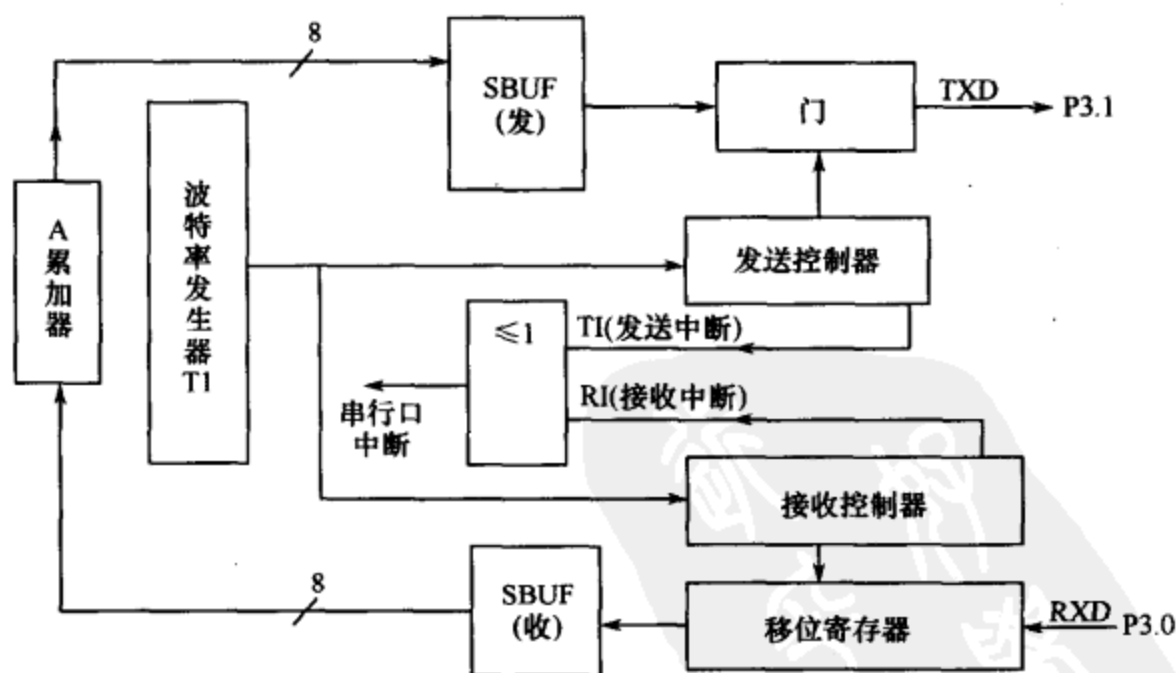 8
SBUF
(发)
门
TXD
P3.1
A
累
加
器
波
特
率
发
生
器
T1
发送控制器
≤1
TI(发送中断)
RI(接收中断)
串行口
中断
接收控制器
8
SBUF
(收)
移位寄存器
RXD
P3.0